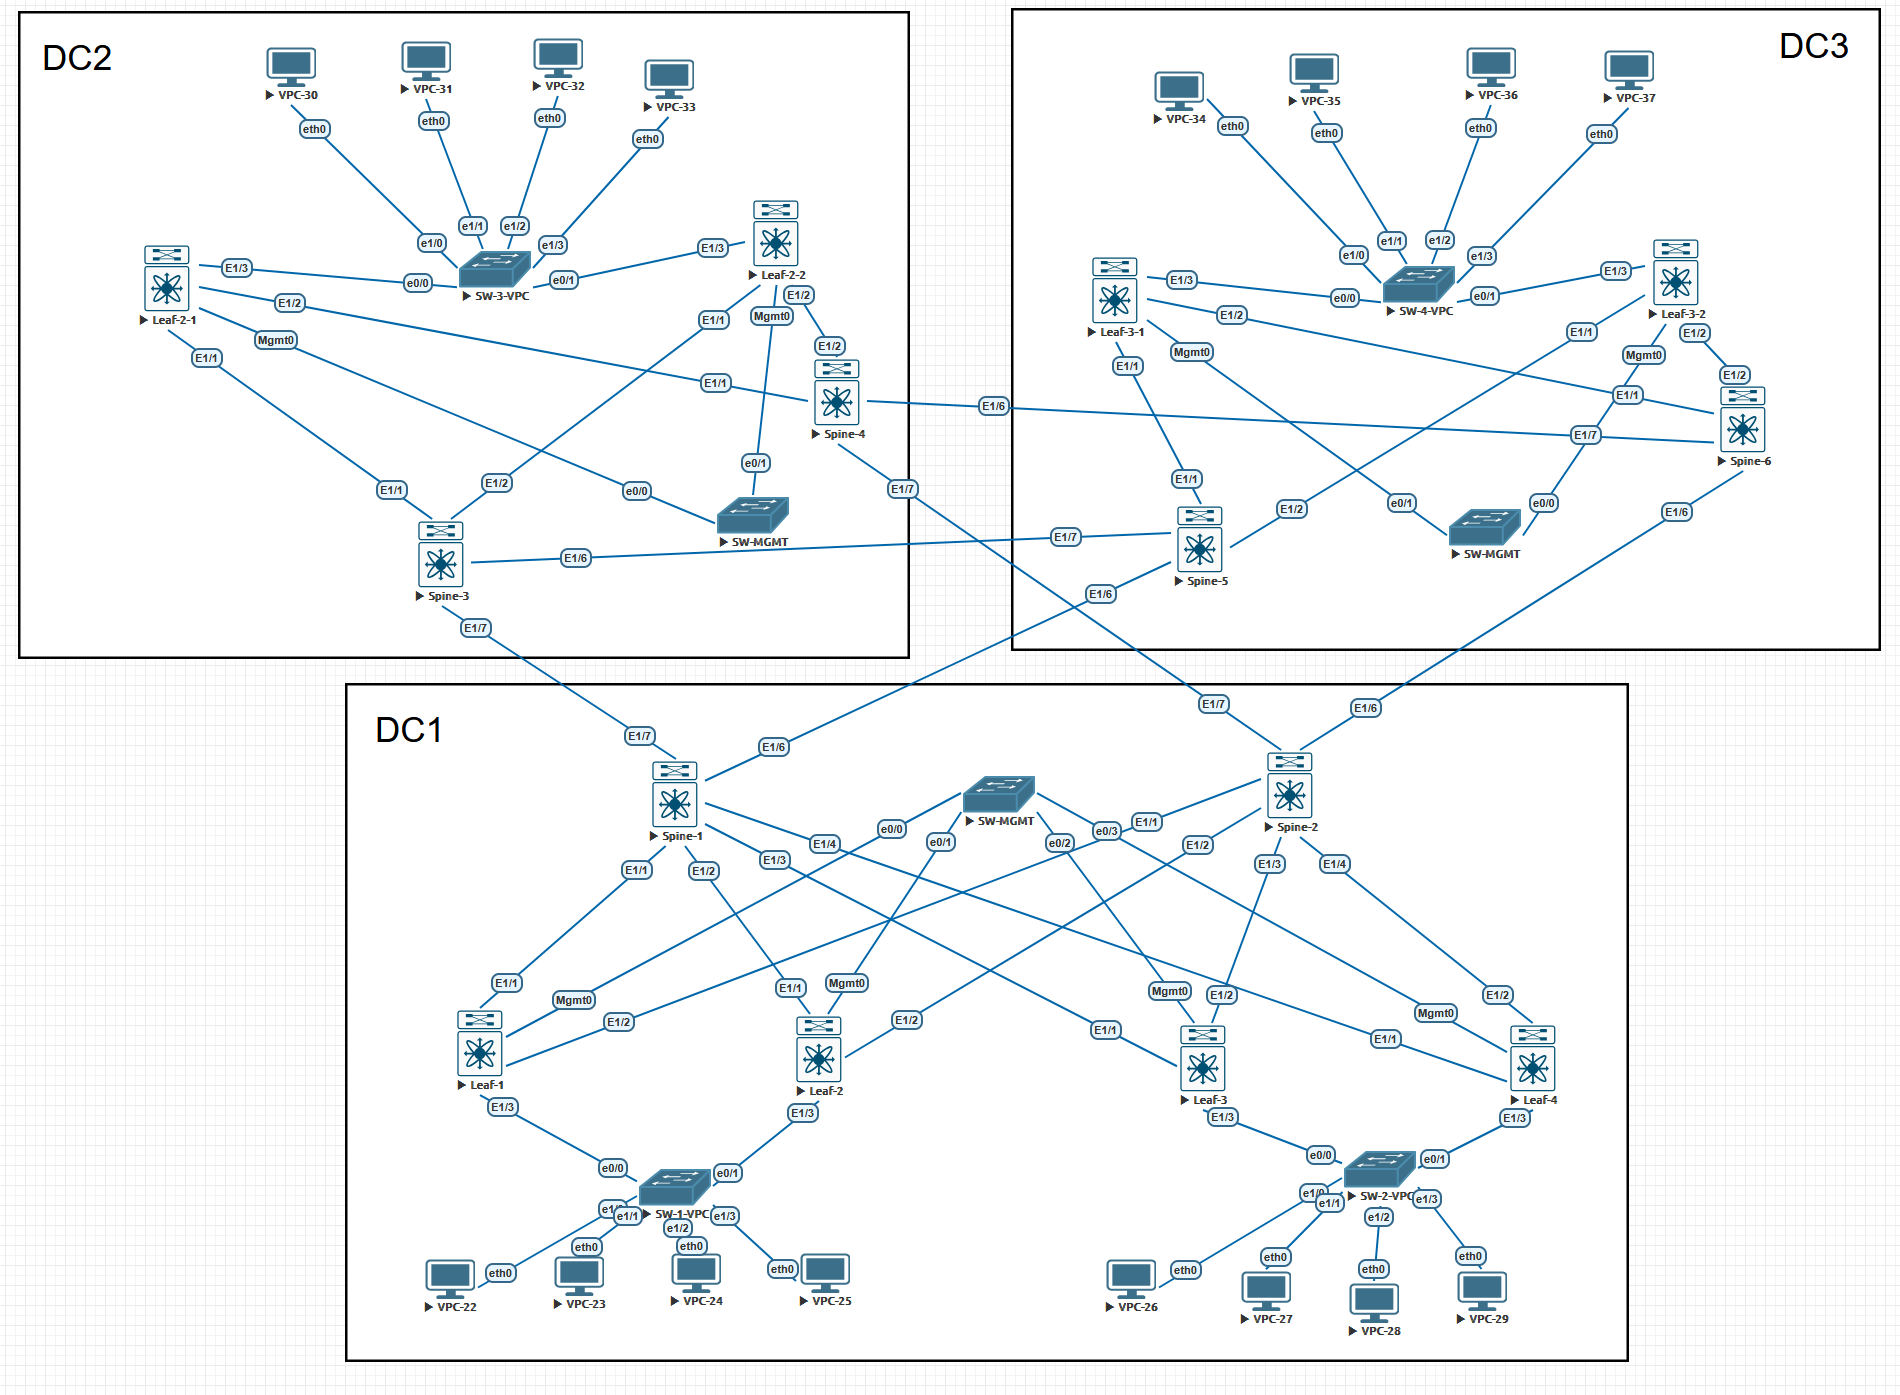 DC2
VPC-30
VPC-31
VPC-32
VPC-33
eth0
eth0
eth0
eth0
e1/0
e1/1
e1/2
e1/3
SW-3-VPC
e0/0
e0/1
E1/3
E1/3
Leaf-2-1
Leaf-2-2
E1/2
Mgmt0
E1/1
E1/1
Mgmt0
E1/2
E1/2
E1/1
Spine-4
E1/6
E1/7
e0/1
e0/0
SW-MGMT
E1/1
E1/2
Spine-3
E1/6
E1/7
DC3
VPC-34
VPC-35
VPC-36
VPC-37
eth0
eth0
eth0
eth0
e1/0
e1/1
e1/2
e1/3
SW-4-VPC
e0/0
e0/1
E1/3
E1/3
Leaf-3-1
Leaf-3-2
E1/2
Mgmt0
E1/1
E1/1
Mgmt0
E1/2
E1/2
E1/1
E1/7
Spine-6
E1/6
e0/1
e0/0
SW-MGMT
E1/1
E1/2
E1/7
Spine-5
E1/6
DC1
E1/7
E1/6
E1/7
E1/6
Spine-1
SW-MGMT
Spine-2
E1/1
E1/2
E1/3
E1/4
e0/0
e0/1
e0/2
e0/3
E1/1
E1/2
E1/3
E1/4
E1/1
Mgmt0
E1/2
E1/1
Mgmt0
E1/2
E1/1
Mgmt0
E1/2
E1/1
Mgmt0
E1/2
Leaf-1
Leaf-2
Leaf-3
Leaf-4
E1/3
E1/3
E1/3
E1/3
e0/0
e0/1
e0/0
e0/1
SW-1-VPC
SW-2-VPC
e1/1
e1/2
e1/3
e1/1
e1/2
e1/3
eth0
eth0
eth0
eth0
eth0
eth0
eth0
eth0
VPC-22
VPC-23
VPC-24
VPC-25
VPC-26
VPC-27
VPC-28
VPC-29